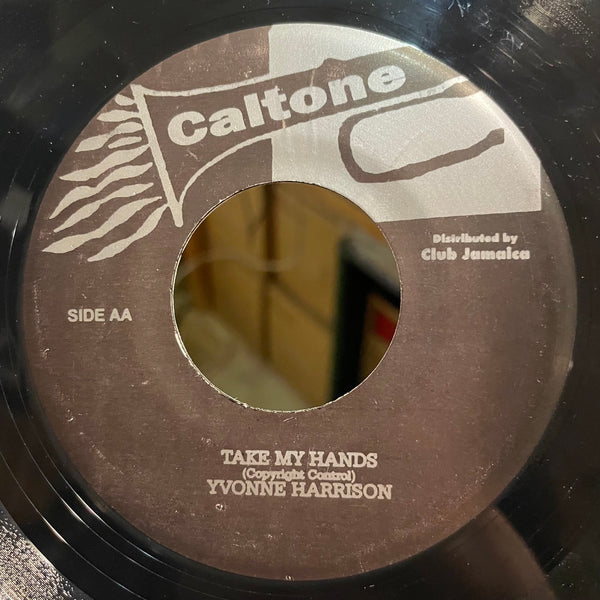 Caltone
Distributed by
Club Jamaica
SIDE AA
TAKE MY HANDS
(Copyright Control)
YVONNE HARRISON